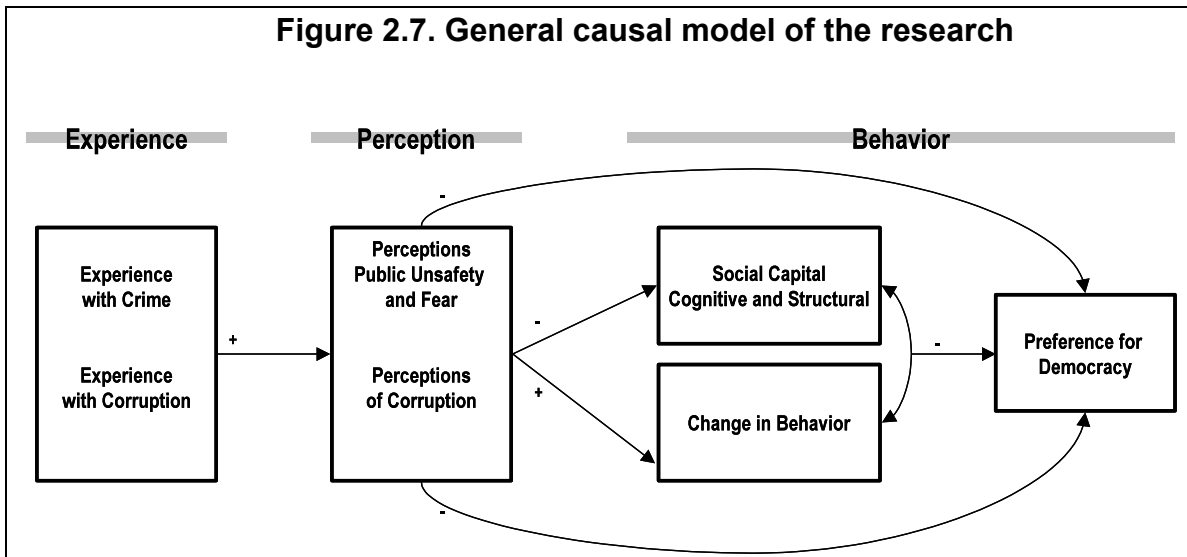 Figure 2.7. General causal model of the research
Experience
Perception
Behavior
-
Experience
with Crime
Experience
with Corruption
+
Perceptions
Public Unsafety
and Fear
Perceptions
of Corruption
-
+
Social Capital
Cognitive and Structural
Change in Behavior
-
Preference for
Democracy
-